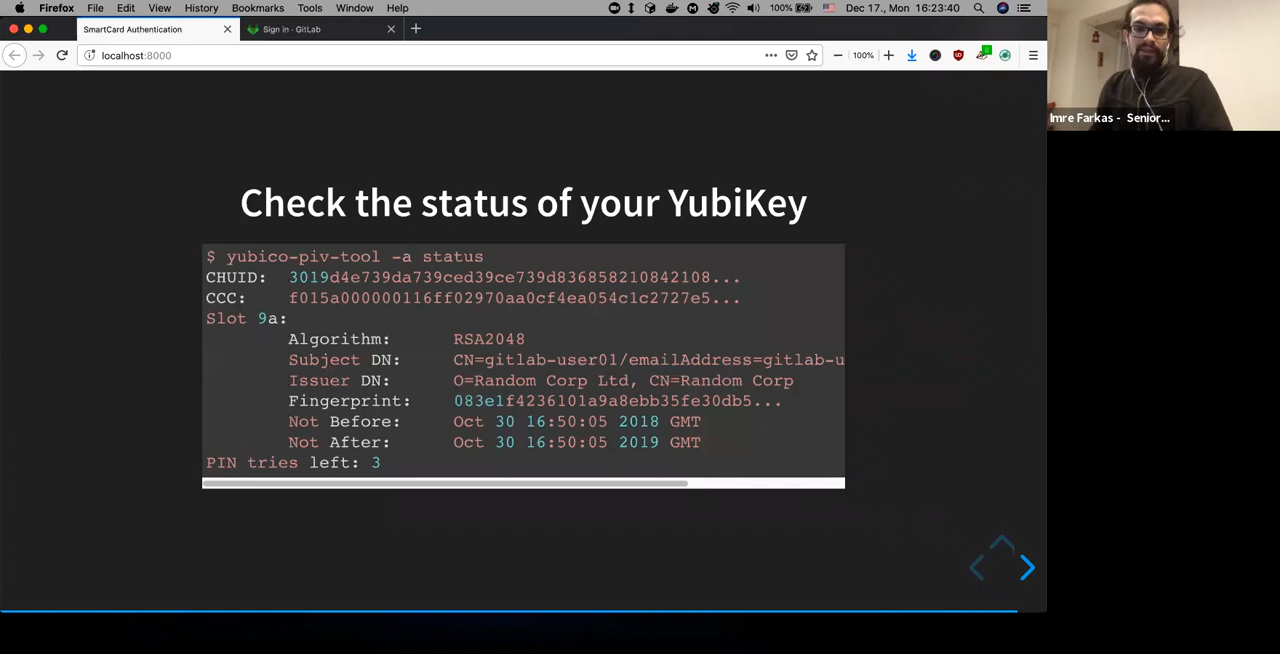 Firefox File Edit View History Bookmarks Tools Window Help 100% Dec 17., Mon 16:23:40
SmartCard Authentication Sign in · GitLab
localhost:8000 100% 0
Imre Farkas - Senior...
Check the status of your YubiKey
$ yubico-piv-tool -a status
CHUID: 3019d4e739da739ced39ce739d836858210842108...
CCC: f015a000000116ff02970aa0cf4ea054c1c2727e5...
Slot 9a:
Algorithm: RSA2048
Subject DN: CN=gitlab-user01/emailAddress=gitlab-u
Issuer DN: O=Random Corp Ltd, CN=Random Corp
Fingerprint: 083e1f4236101a9a8ebb35fe30db5...
Not Before: Oct 30 16:50:05 2018 GMT
Not After: Oct 30 16:50:05 2019 GMT
PIN tries left: 3